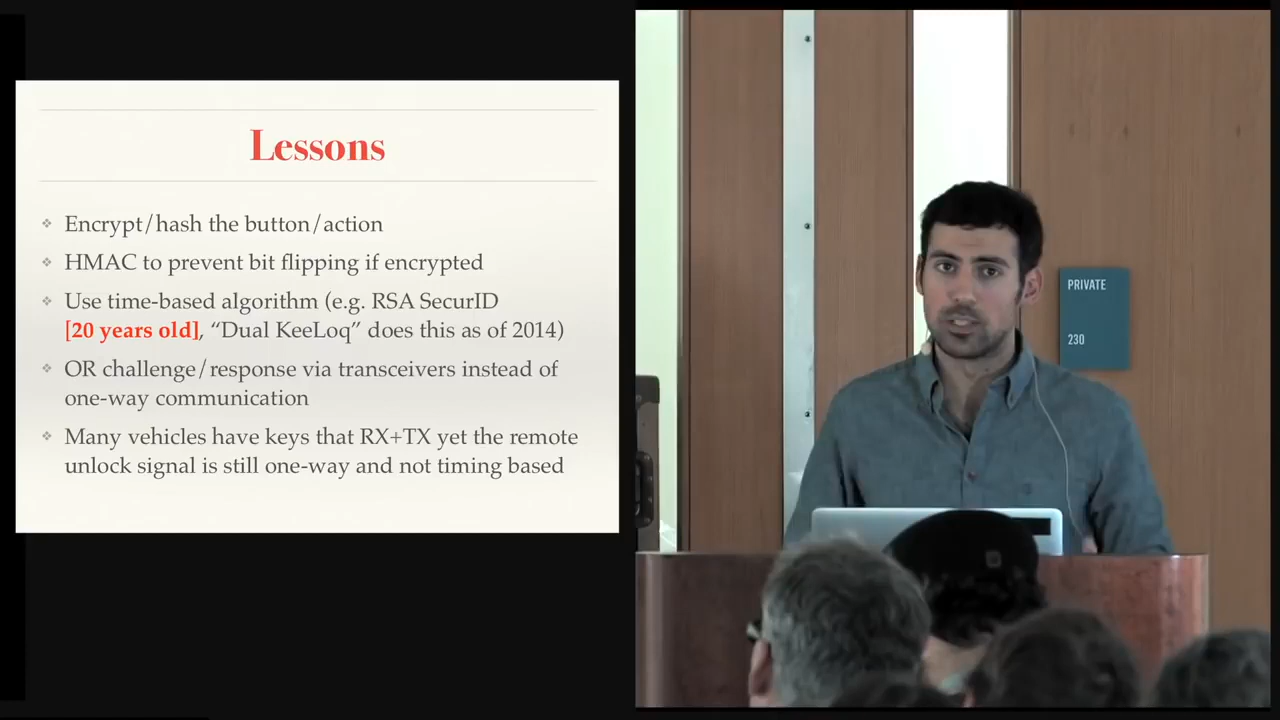 Lessons
Encrypt/hash the button/action
HMAC to prevent bit flipping if encrypted
Use time-based algorithm (e.g. RSA SecurID
[20 years old], “Dual KeeLoq” does this as of 2014)
OR challenge/response via transceivers instead of
one-way communication
Many vehicles have keys that RX+TX yet the remote
unlock signal is still one-way and not timing based
PRIVATE
230